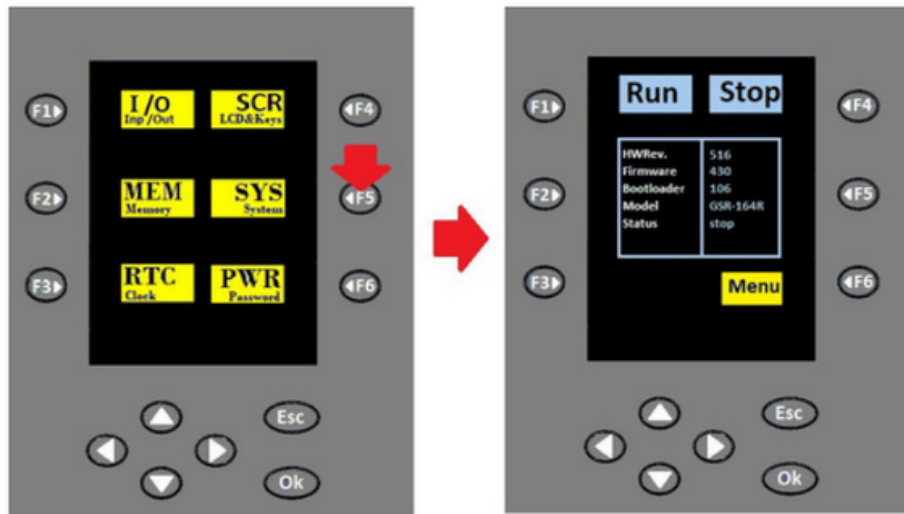 F1 I /O SCR F4
Inp /Out LCD&Keys
F2 MEM SYS F5
Memory System
F3 RTC PWR F6
Clock Password
Esc
Ok
F1 Run Stop F4
HWRev. 516
Firmware 430
F2 Bootloader 106 F5
Model GSR-164R
Status stop
F3 Menu F6
Esc
Ok